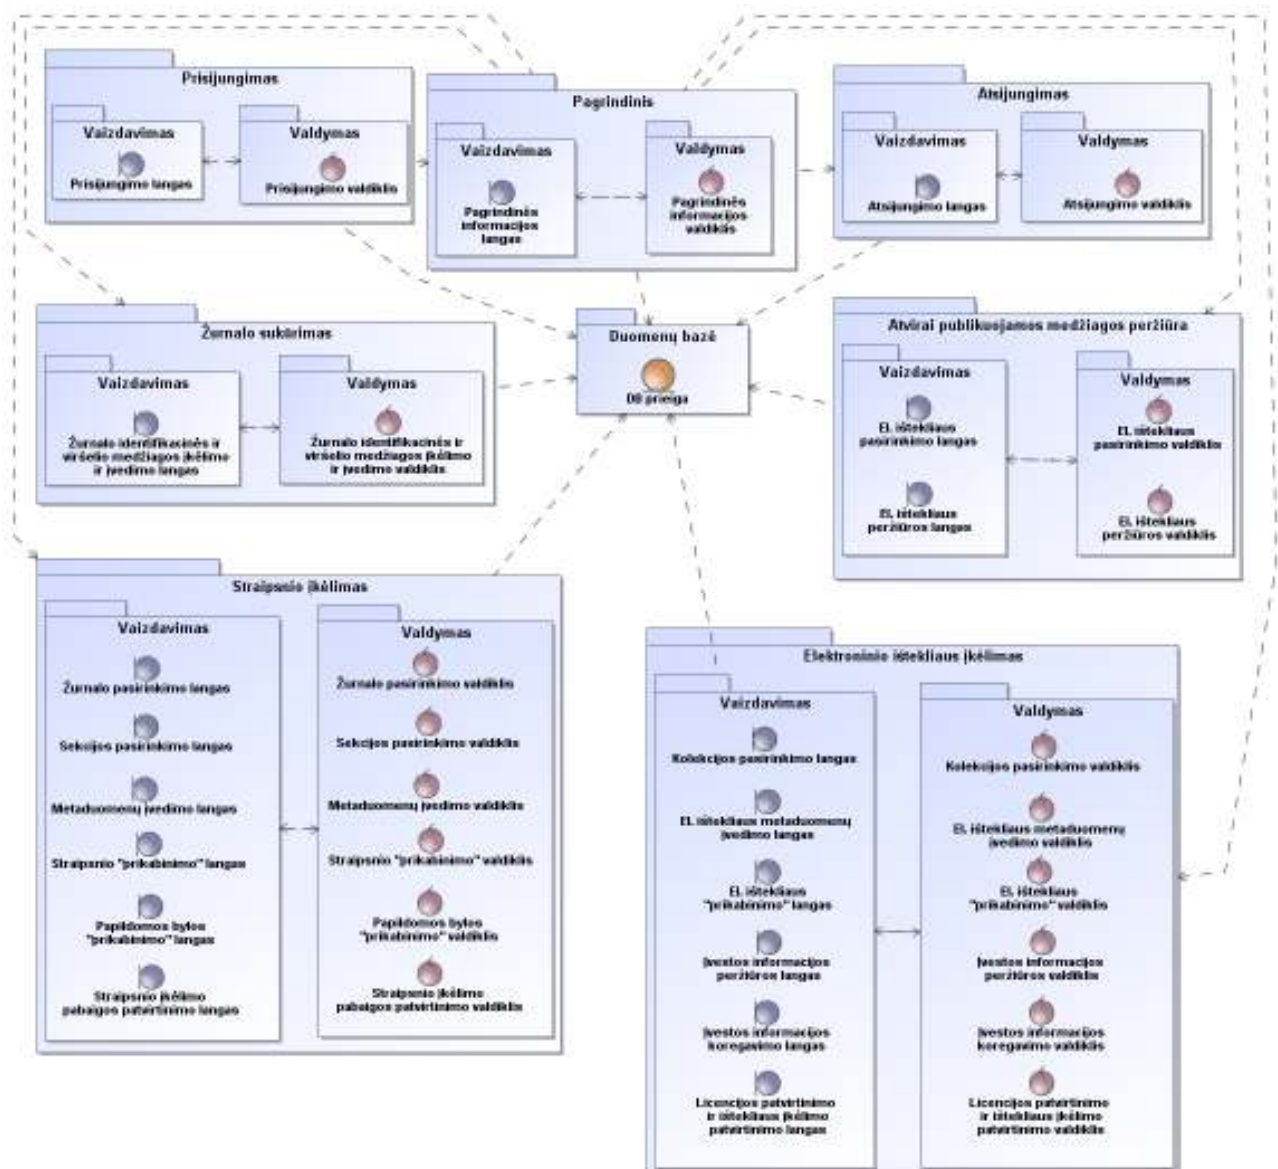 Prisijungimas
Vaizdavimas
Prisijungimo langas
Valdymas
Prisijungimo valdiklis
Pagrindinis
Vaizdavimas
Pagrindinės
informacijos
langas
Valdymas
Pagrindinės
informacijos
valdiklis
Atsijungimas
Vaizdavimas
Atsijungimo langas
Valdymas
Atsijungimo valdiklis
Žurnalo sukūrimas
Vaizdavimas
Žurnalo identifikacinės ir
viršelio medžiagos įkėlimo
ir įvedimo langas
Valdymas
Žurnalo identifikacinės ir
viršelio medžiagos įkėlimo
ir įvedimo valdiklis
Duomenų bazė
DB prieiga
Atvirai publikuojamos medžiagos peržiūra
Vaizdavimas
El. ištekliaus
pasirinkimo langas
El. ištekliaus
peržiūros langas
Valdymas
El. ištekliaus
pasirinkimo valdiklis
El. ištekliaus
peržiūros valdiklis
Straipsnio įkėlimas
Vaizdavimas
Žurnalo pasirinkimo langas
Sekcijos pasirinkimo langas
Metaduomenų įvedimo langas
Straipsnio "prikabinimo" langas
Papildomos bylos
"prikabinimo" langas
Straipsnio įkėlimo
pabaigos patvirtinimo langas
Valdymas
Žurnalo pasirinkimo valdiklis
Sekcijos pasirinkimo valdiklis
Metaduomenų įvedimo valdiklis
Straipsnio "prikabinimo" valdiklis
Papildomos bylos
"prikabinimo" valdiklis
Straipsnio įkėlimo
pabaigos patvirtinimo valdiklis
Elektroninio ištekliaus įkėlimas
Vaizdavimas
Kolekcijos pasirinkimo langas
El. ištekliaus metaduomenų
įvedimo langas
El. ištekliaus
"prikabinimo" langas
Įvestos informacijos
peržiūros langas
Įvestos informacijos
koregavimo langas
Licencijos patvirtinimo
ir ištekliaus įkėlimo
patvirtinimo langas
Valdymas
Kolekcijos pasirinkimo valdiklis
El. ištekliaus metaduomenų
įvedimo valdiklis
El. ištekliaus
"prikabinimo" valdiklis
Įvestos informacijos
peržiūros valdiklis
Įvestos informacijos
koregavimo valdiklis
Licencijos patvirtinimo
ir ištekliaus įkėlimo
patvirtinimo valdiklis